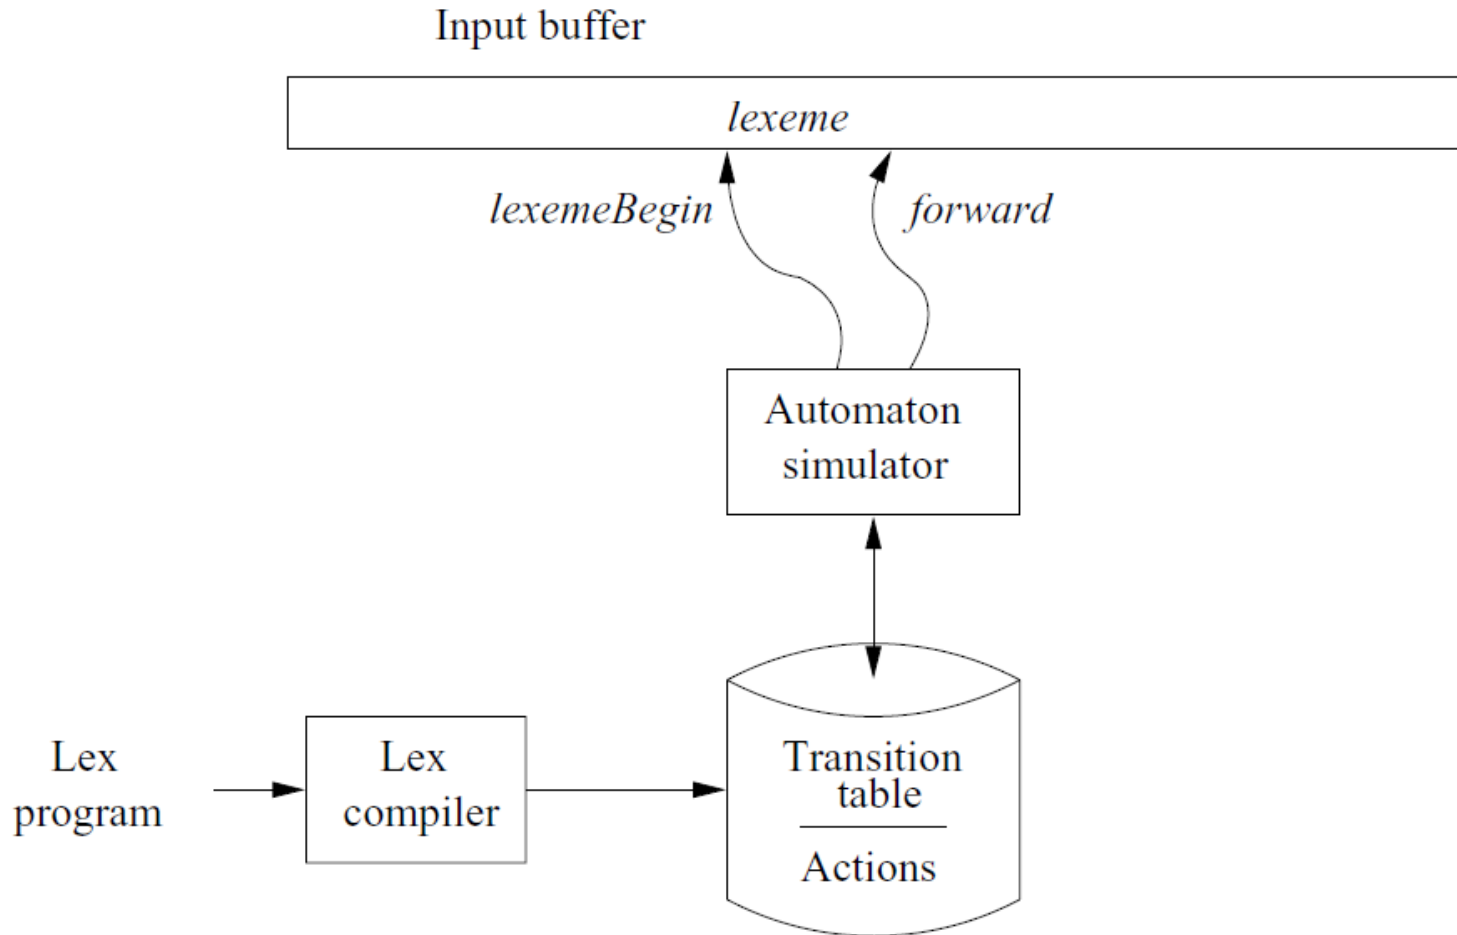 Input buffer
lexeme
lexemeBegin
forward
Automaton
simulator
Lex
program
Lex
compiler
Transition
table
Actions